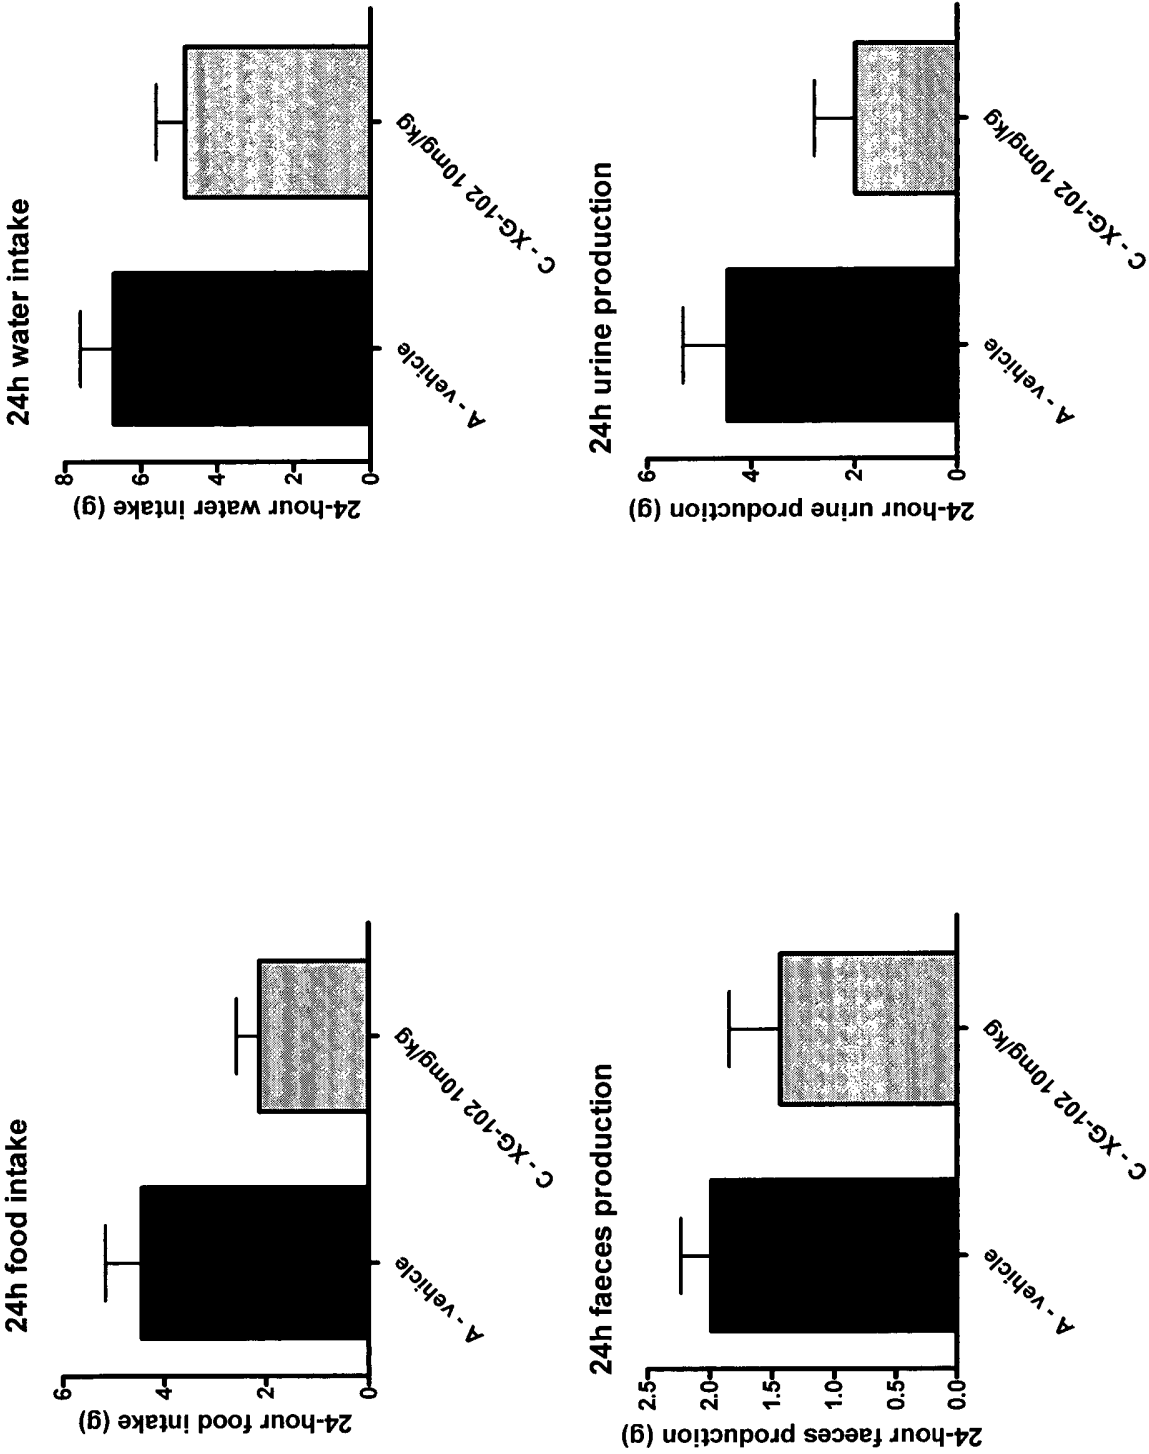 24h food intake
24-hour food intake (g)
6
4
2
0
A - vehicle
C - XG-102 10mg/kg
24h water intake
24-hour water intake (g)
8
6
4
2
0
A - vehicle
C - XG-102 10mg/kg
24h faeces production
24-hour faeces production (g)
2.5
2.0
1.5
1.0
0.5
0.0
A - vehicle
C - XG-102 10mg/kg
24h urine production
24-hour urine production (g)
6
4
2
0
A - vehicle
C - XG-102 10mg/kg